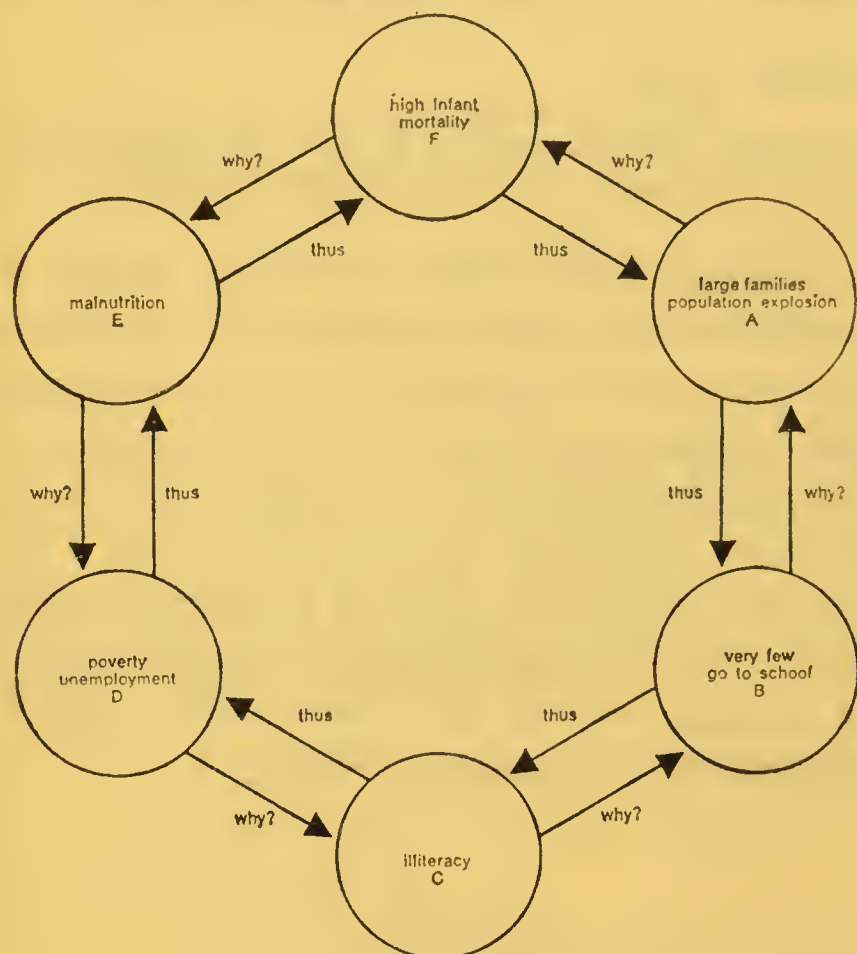 high infant
mortality
F
why?
why?
thus
thus
malnutrition
E
large families
population explosion
A
why?
thus
thus
why?
poverty
unemployment
D
very few
go to school
B
thus
thus
why?
why?
illiteracy
C